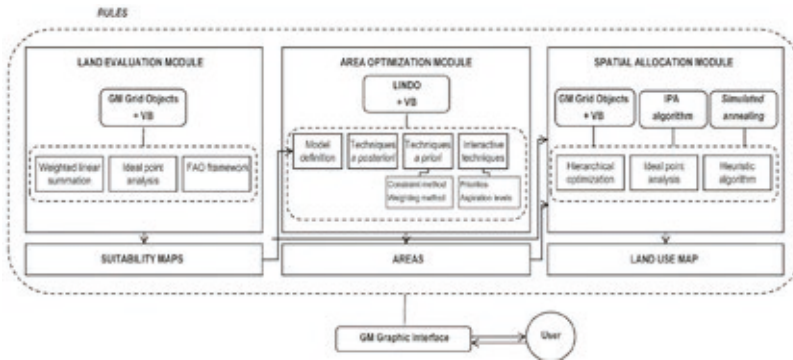 RULES
LAND EVALUATION MODULE
GM Grid Objects
+ VB
Weighted linear
summation
Ideal point
analysis
FAO framework
SUITABILITY MAPS
AREA OPTIMIZATION MODULE
LINDO
+ VB
Model
definition
Techniques
a posteriori
Techniques
a priori
Interactive
techniques
Constraint method
Weighting method
Priorities
Aspiration levels
AREAS
SPATIAL ALLOCATION MODULE
GM Grid Objects
+ VB
IPA
algorithm
Simulated
annealing
Hierarchical
optimization
Ideal point
analysis
Heuristic
algorithm
LAND USE MAP
GM Graphic Interface
User